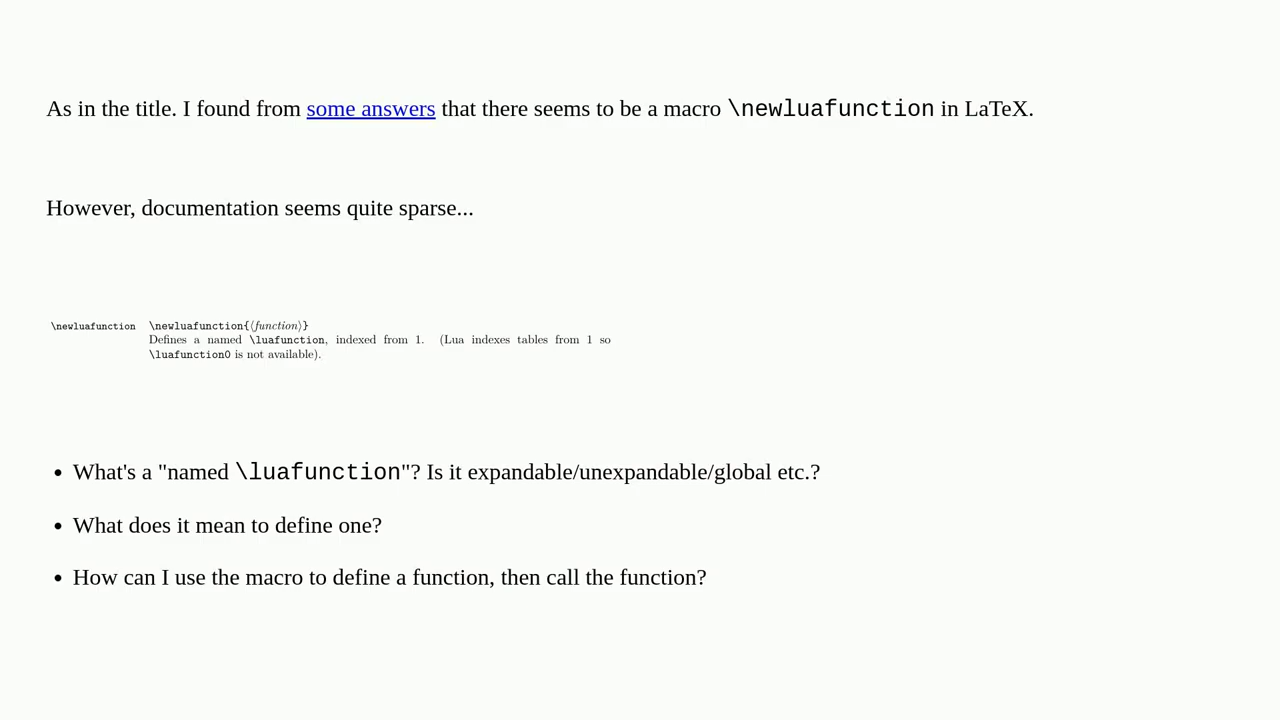 As in the title. I found from some answers that there seems to be a macro \newluafunction in LaTeX.
However, documentation seems quite sparse...
\newluafunction \newluafunction{⟨function⟩}
Defines a named \luafunction, indexed from 1. (Lua indexes tables from 1 so
\luafunction0 is not available).
• What's a "named \luafunction"? Is it expandable/unexpandable/global etc.?
• What does it mean to define one?
• How can I use the macro to define a function, then call the function?